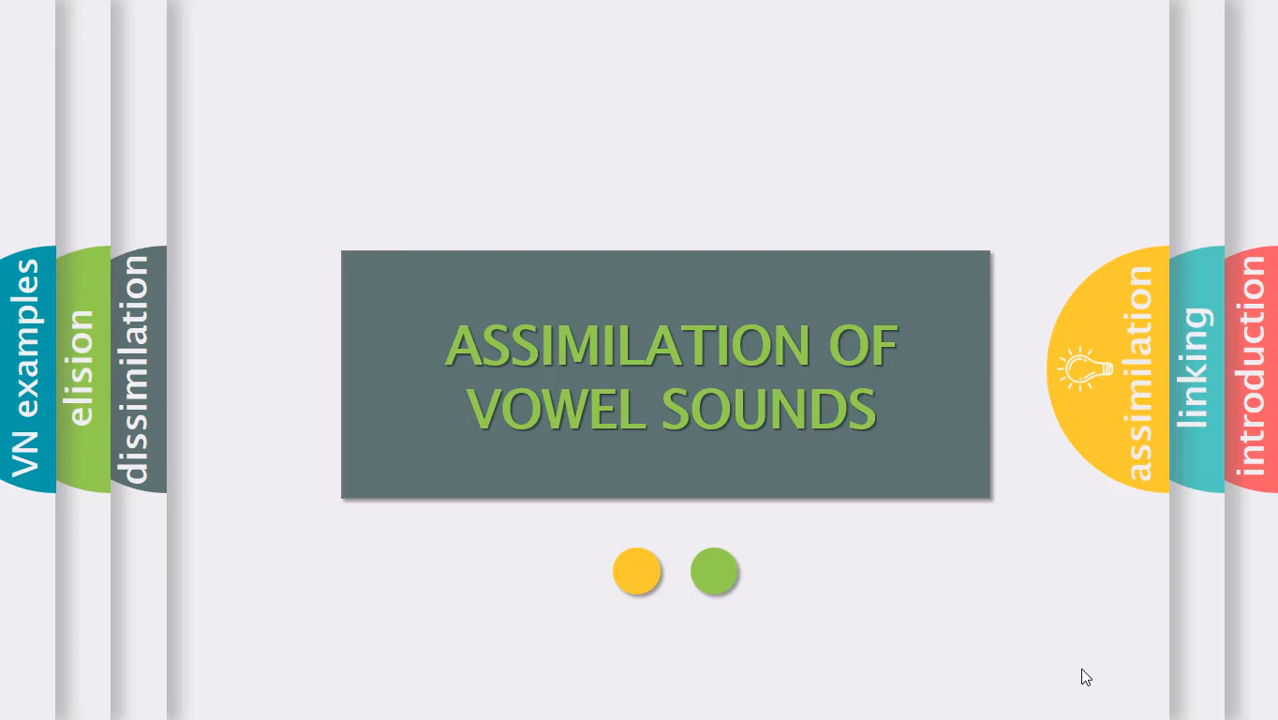 VN examples
elision
dissimilation
ASSIMILATION OF
VOWEL SOUNDS
assimilation
linking
introduction